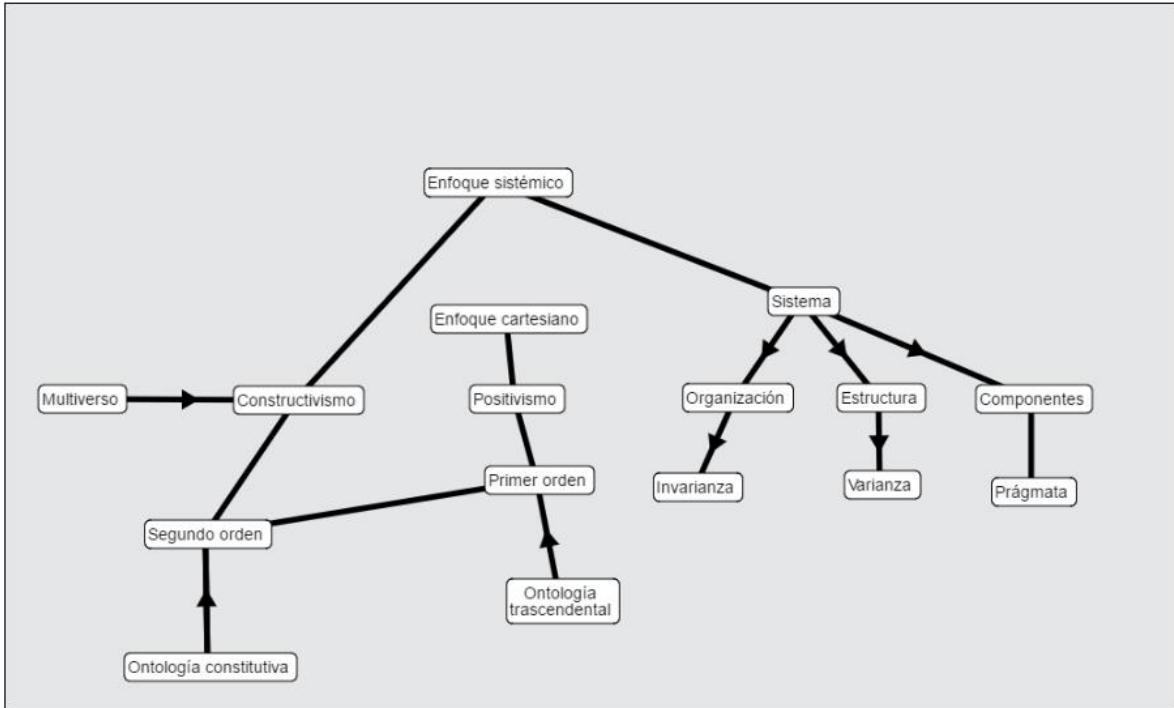 Enfoque sistémico
Sistema
Enfoque cartesiano
Multiverso
Constructivismo
Positivismo
Organización
Estructura
Componentes
Primer orden
Invarianza
Varianza
Prágmata
Segundo orden
Ontología
trascendental
Ontología constitutiva